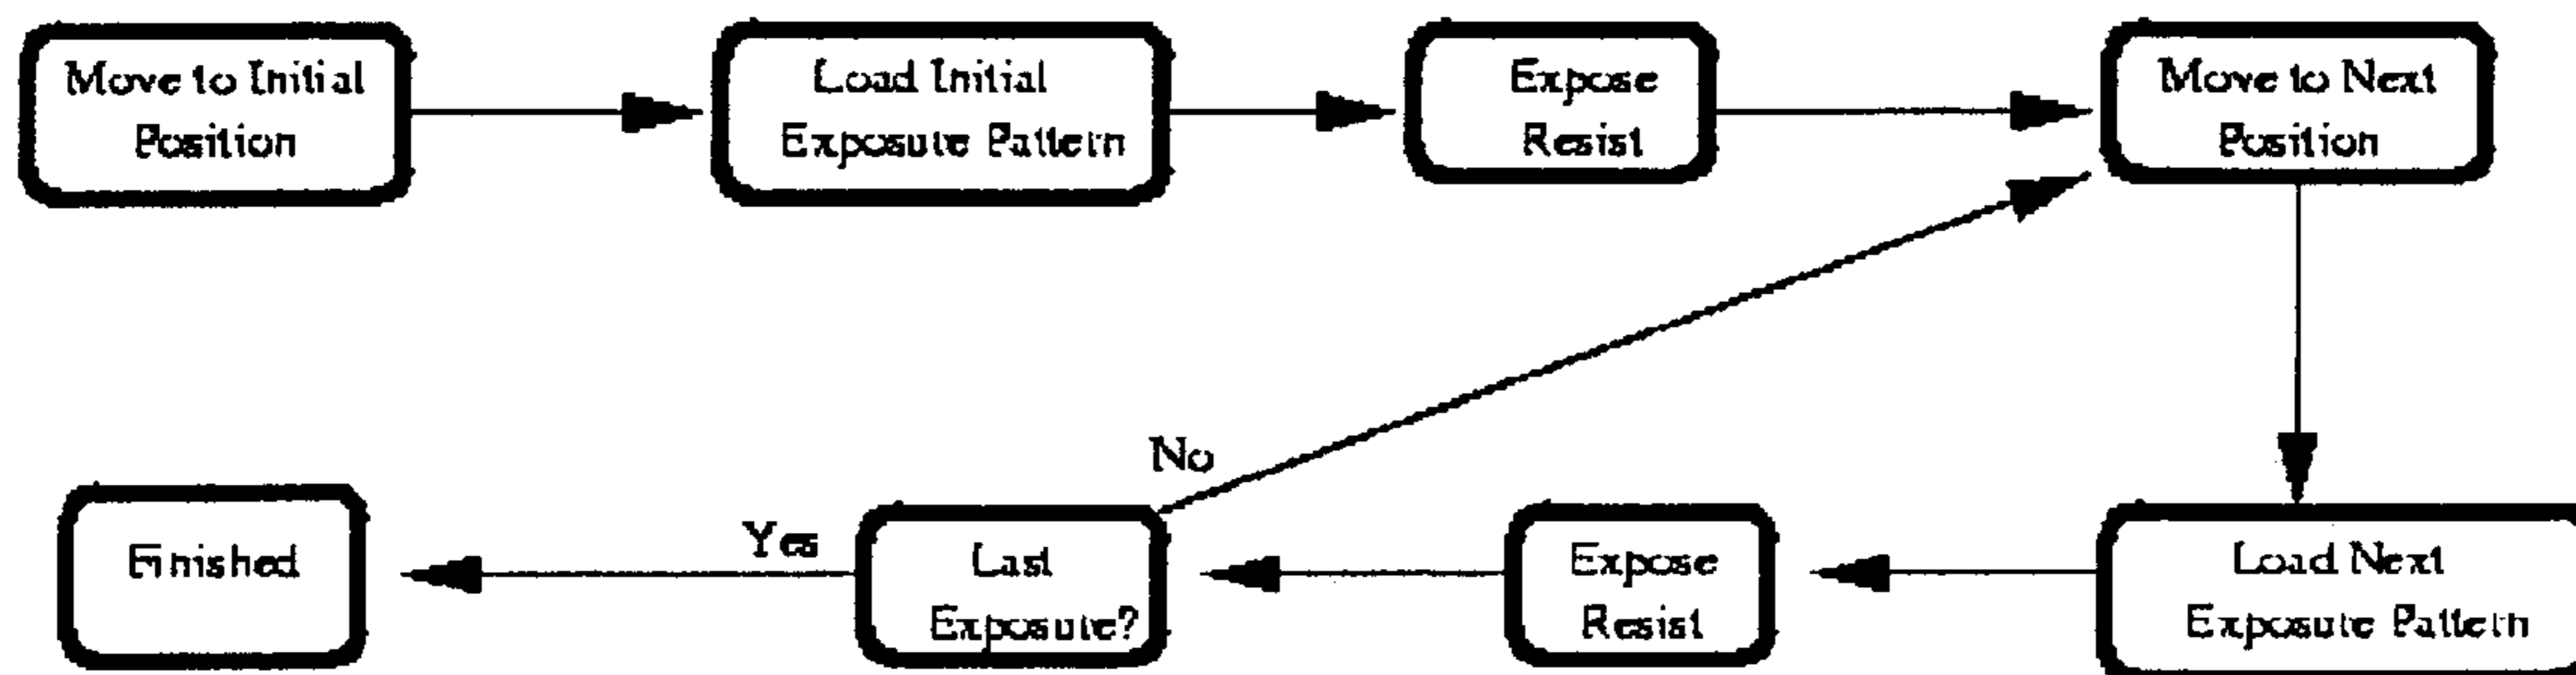 Move to Initial
Position
Load Initial
Exposure Pattern
Expose
Resist
Move to Next
Position
No
Yes
Finished
Last
Exposure?
Expose
Resist
Load Next
Exposure Pattern